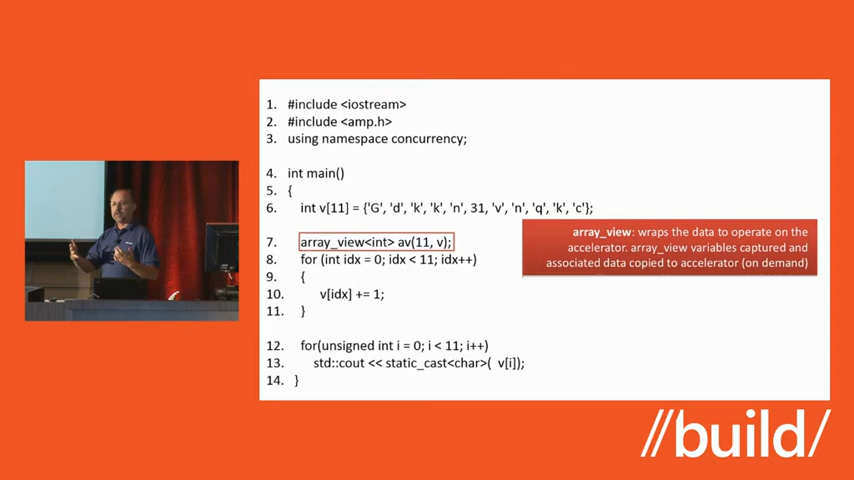 1. #include <iostream>
2. #include <amp.h>
3. using namespace concurrency;
4. int main()
5. {
6. int v[11] = {'G', 'd', 'k', 'k', 'n', 31, 'v', 'n', 'q', 'k', 'c'};
7. array_view<int> av(11, v);
8. for (int idx = 0; idx < 11; idx++)
9. {
10. v[idx] += 1;
11. }
12. for(unsigned int i = 0; i < 11; i++)
13. std::cout << static_cast<char>( v[i]);
14. }
array_view: wraps the data to operate on the
accelerator. array_view variables captured and
associated data copied to accelerator (on demand)
//build/